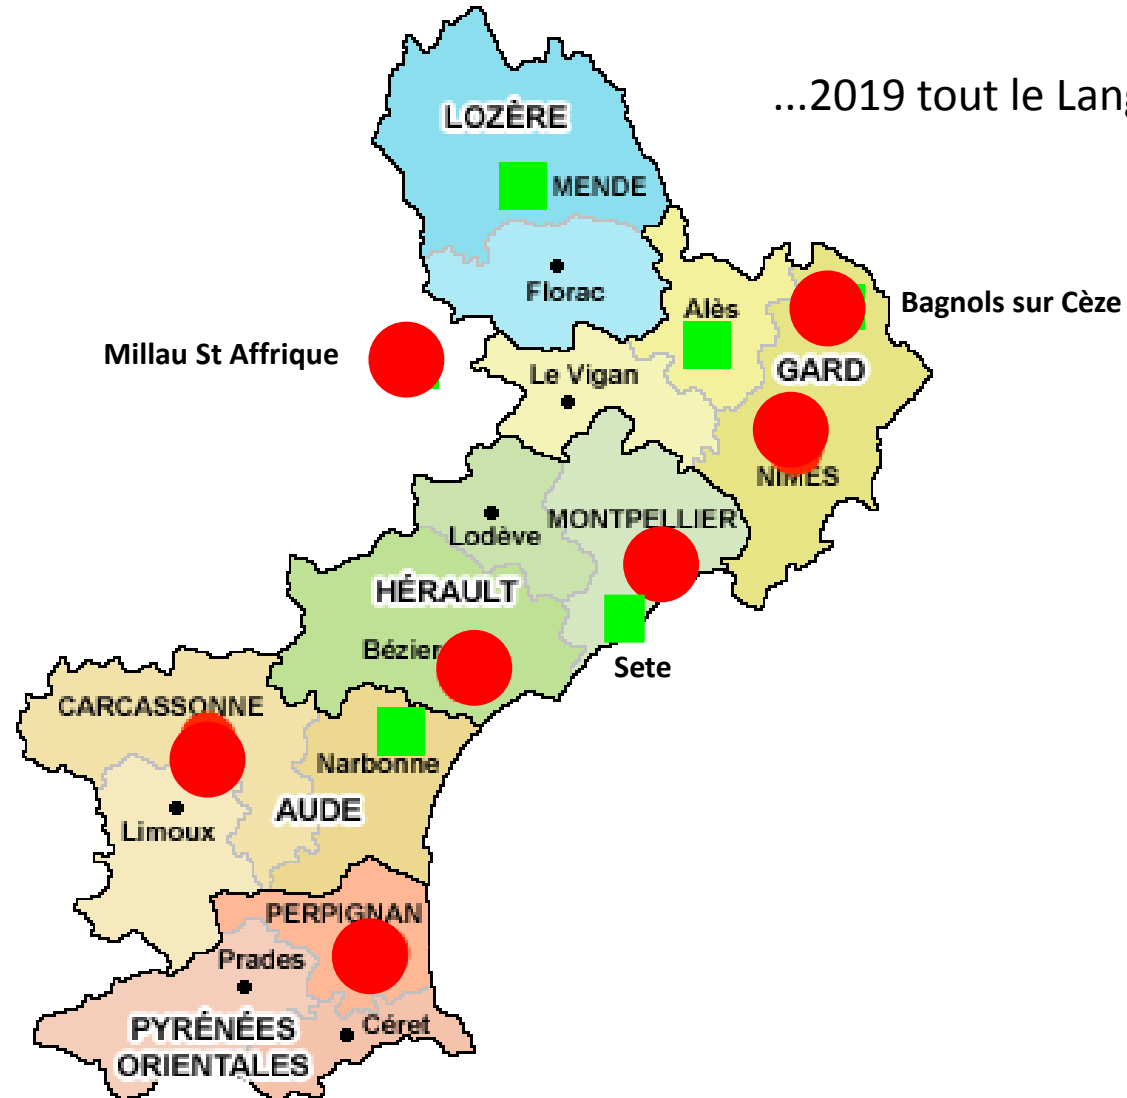 ...2019 tout le Lang
LOZÈRE
MENDE
Florac
Bagnols sur Cèze
Alès
Millau St Affrique
Le Vigan
GARD
NIMES
MONTPELLIER
Lodève
HÉRAULT
Bézier
Sete
CARCASSONNE
Narbonne
AUDE
Limoux
PERPIGNAN
Prades
Céret
PYRÉNÉES
ORIENTALES